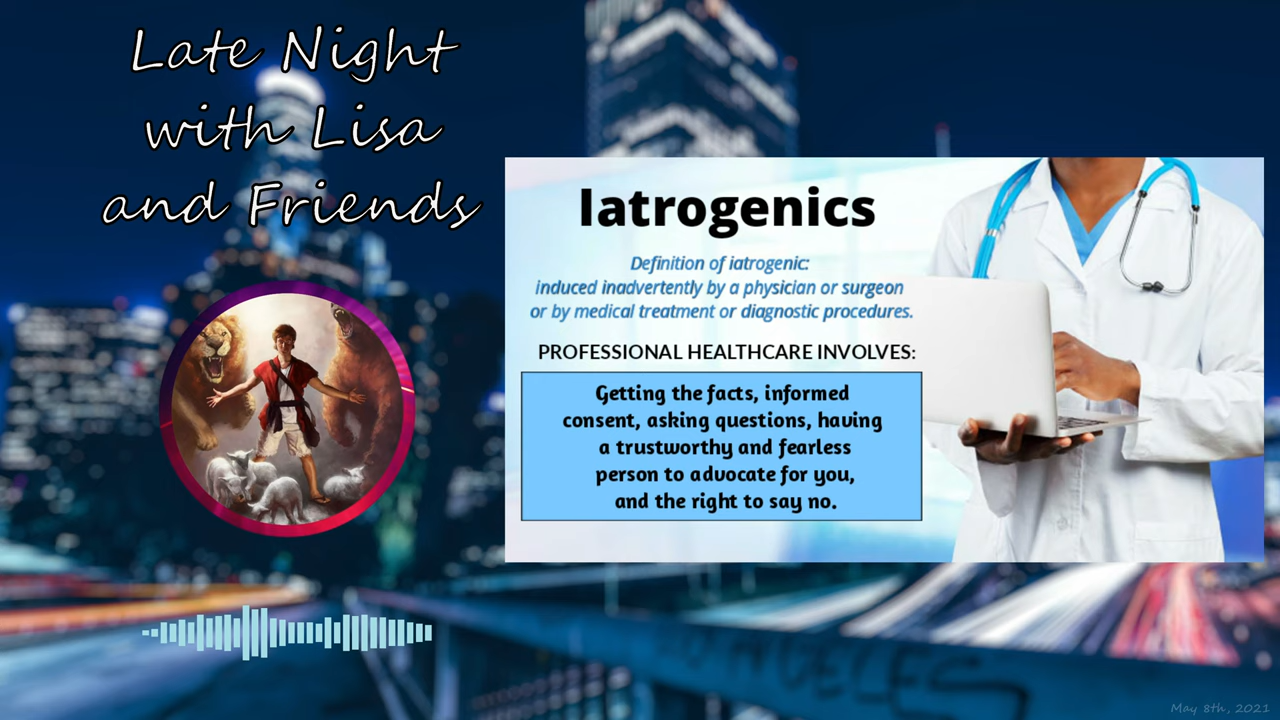 Late Night
with Lisa
and Friends
Iatrogenics
Definition of iatrogenic:
induced inadvertently by a physician or surgeon
or by medical treatment or diagnostic procedures.
PROFESSIONAL HEALTHCARE INVOLVES:
Getting the facts, informed
consent, asking questions, having
a trustworthy and fearless
person to advocate for you,
and the right to say no.
May 8th, 2021